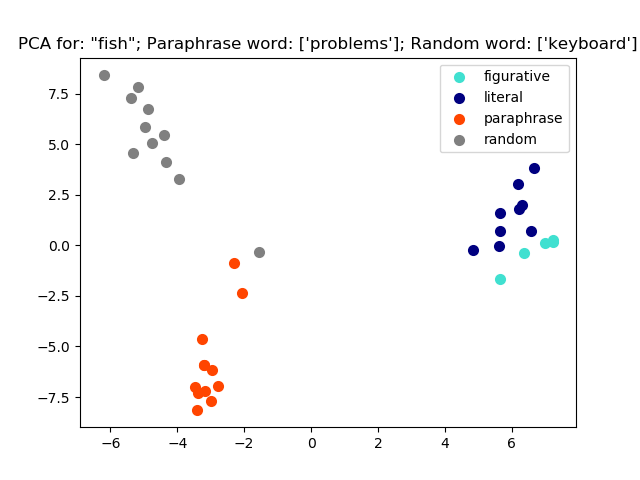 PCA for: "fish"; Paraphrase word: ['problems']; Random word: ['keyboard']
figurative
literal
paraphrase
random
7.5
5.0
2.5
0.0
−2.5
−5.0
−7.5
−6 −4 −2 0 2 4 6